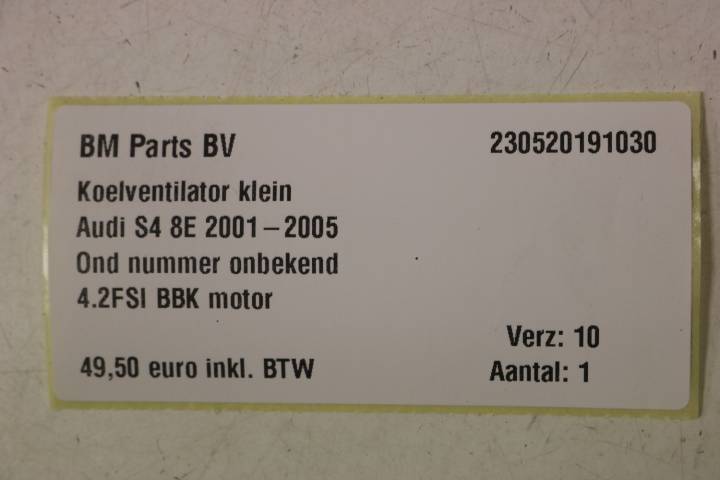 BM Parts BV 230520191030
Koelventilator klein
Audi S4 8E 2001-2005
Ond nummer onbekend
4.2FSI BBK motor
Verz: 10
49,50 euro inkl. BTW Aantal: 1